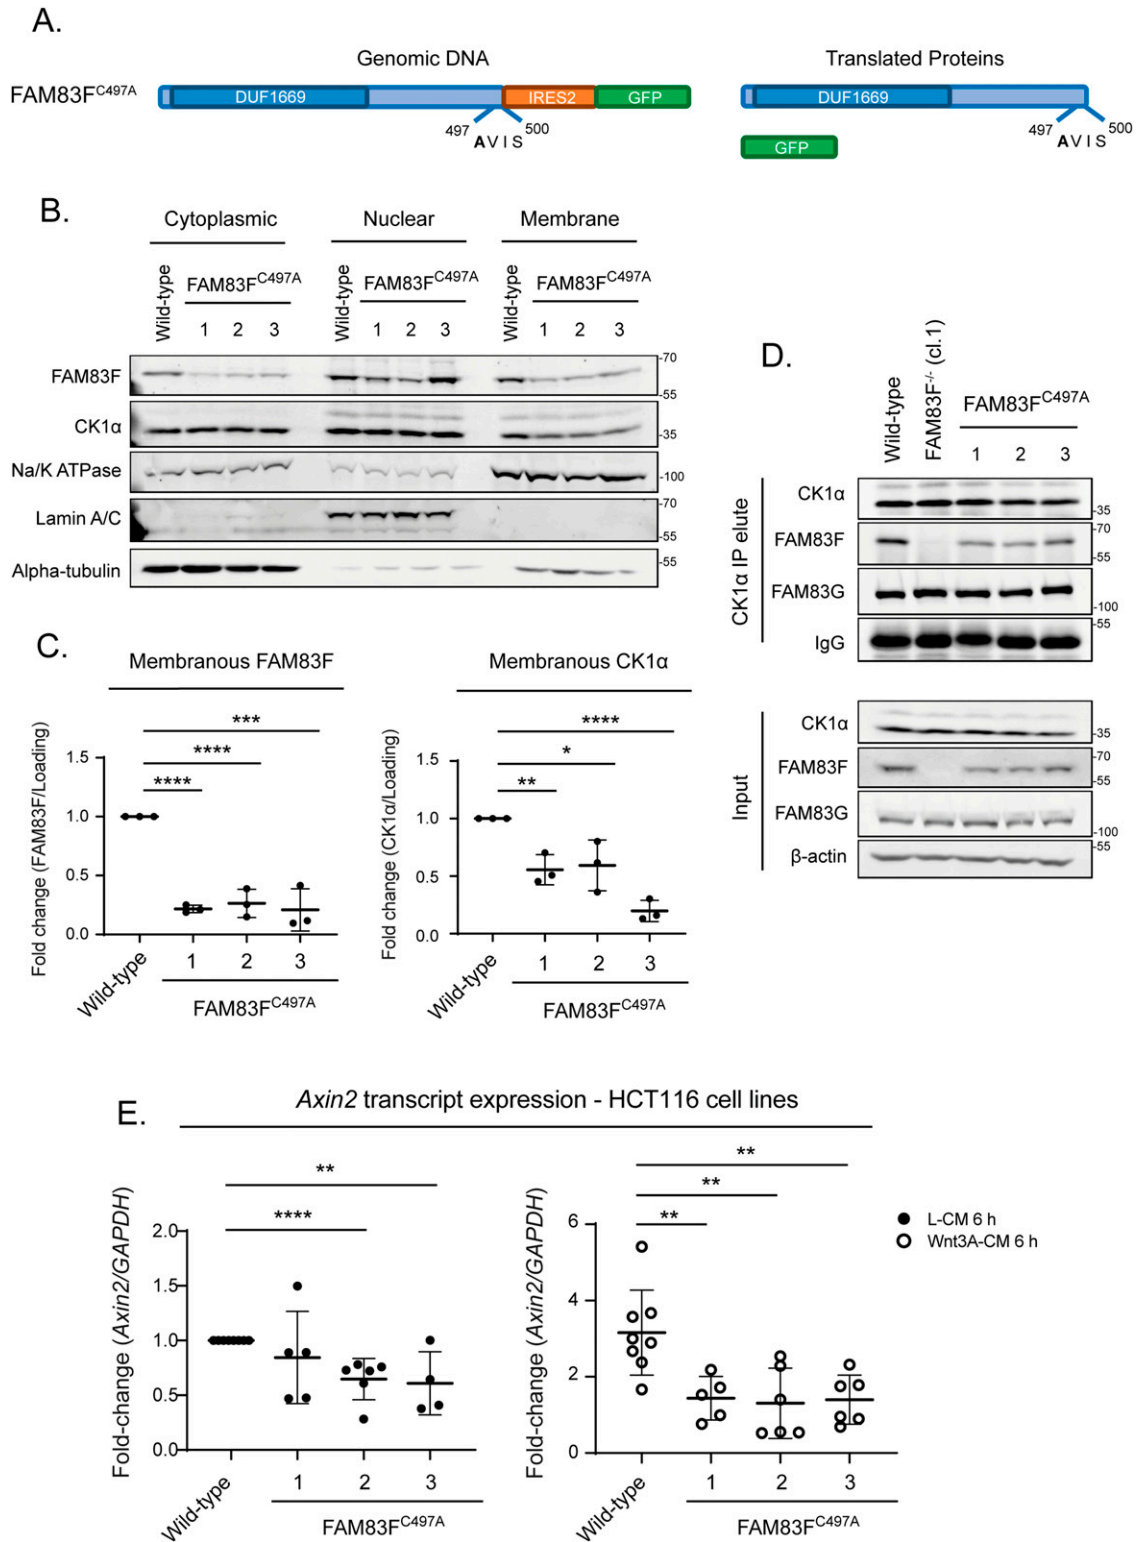 A.
Genomic DNA
Translated Proteins
FAM83F^C497A
DUF1669
IRES2
GFP
DUF1669
497 500
A V I S
497 500
A V I S
GFP
B.
Cytoplasmic
Nuclear
Membrane
Wild-type
FAM83F^C497A
Wild-type
FAM83F^C497A
Wild-type
FAM83F^C497A
1 2 3
1 2 3
1 2 3
FAM83F
-70
-55
CK1α
-35
Na/K ATPase
-100
Lamin A/C
-70
-55
Alpha-tubulin
-55
C.
Membranous FAM83F
Fold change (FAM83F/Loading)
***
****
****
1.5
1.0
0.5
0.0
Wild-type
1 2 3
FAM83F^C497A
Membranous CK1α
Fold change (CK1α/Loading)
****
*
**
1.5
1.0
0.5
0.0
Wild-type
1 2 3
FAM83F^C497A
D.
Wild-type
FAM83F^-/- (cl.1)
FAM83F^C497A
1 2 3
CK1α IP elute
CK1α
-35
FAM83F
-70
-55
FAM83G
-100
IgG
-55
Input
CK1α
-35
FAM83F
-70
-55
FAM83G
-100
β-actin
-55
E.
Axin2 transcript expression - HCT116 cell lines
Fold-change (Axin2/GAPDH)
**
****
2.0
1.5
1.0
0.5
0.0
Wild-type
1 2 3
FAM83F^C497A
Fold-change (Axin2/GAPDH)
**
**
**
6
4
2
0
Wild-type
1 2 3
FAM83F^C497A
L-CM 6 h
Wnt3A-CM 6 h